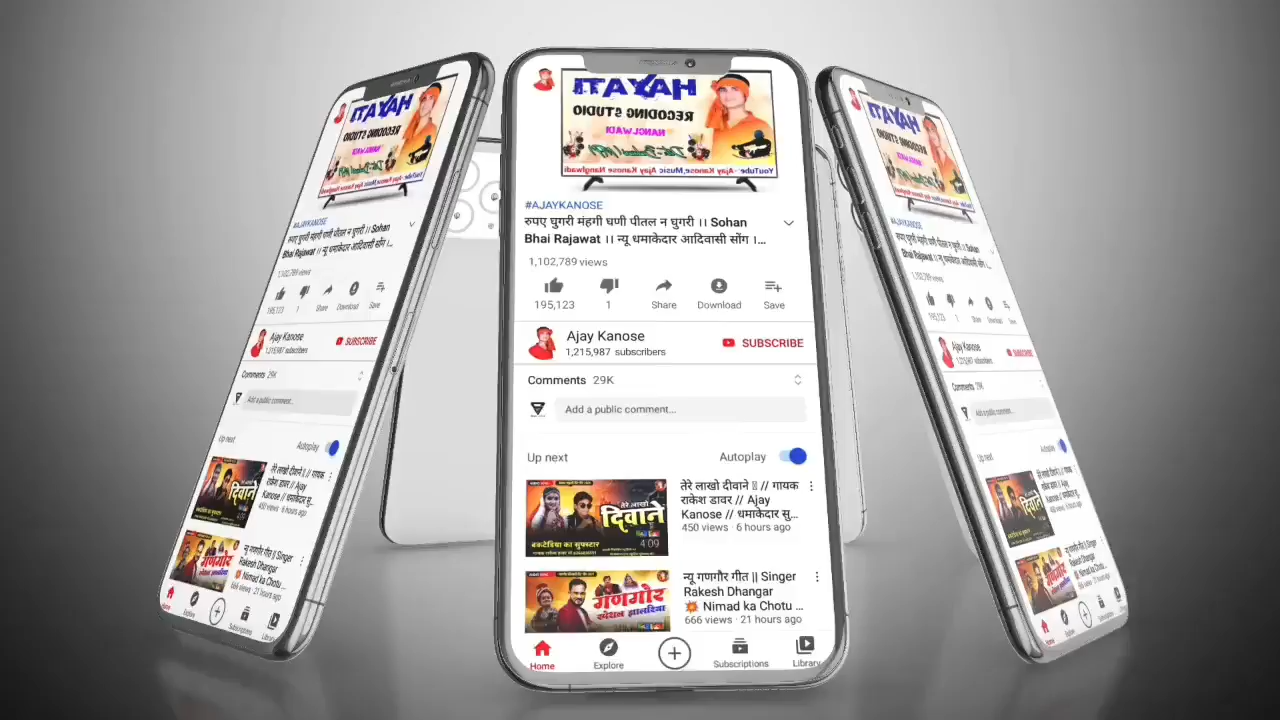 HAYATI
RECODING STUDIO
NANGLWADI
YouTube - Ajay Kanose,Music Ajay Kanose Nanglwadi
#AJAYKANOSE
रुपए घुगरी मंहगी घणी पीतल न घुगरी ।। Sohan
Bhai Rajawat ।। न्यू धमाकेदार आदिवासी सोंग ।...
1,102,789 views
195,123
1
Share
Download
Save
Ajay Kanose
1,215,987 subscribers
SUBSCRIBE
Comments 29K
Add a public comment...
Up next
Autoplay
तेरे लाखो
दिवाने
बकटेविया का सुपस्टार
4:09
तेरे लाखो दीवाने // गायक
राकेश डावर // Ajay
Kanose // धमाकेदार सु...
450 views · 6 hours ago
गणगौर
स्पेशल झालरिया
न्यू गणगौर गीत || Singer
Rakesh Dhangar
💥 Nimad ka Chotu ...
666 views · 21 hours ago
Home
Explore
Subscriptions
Library